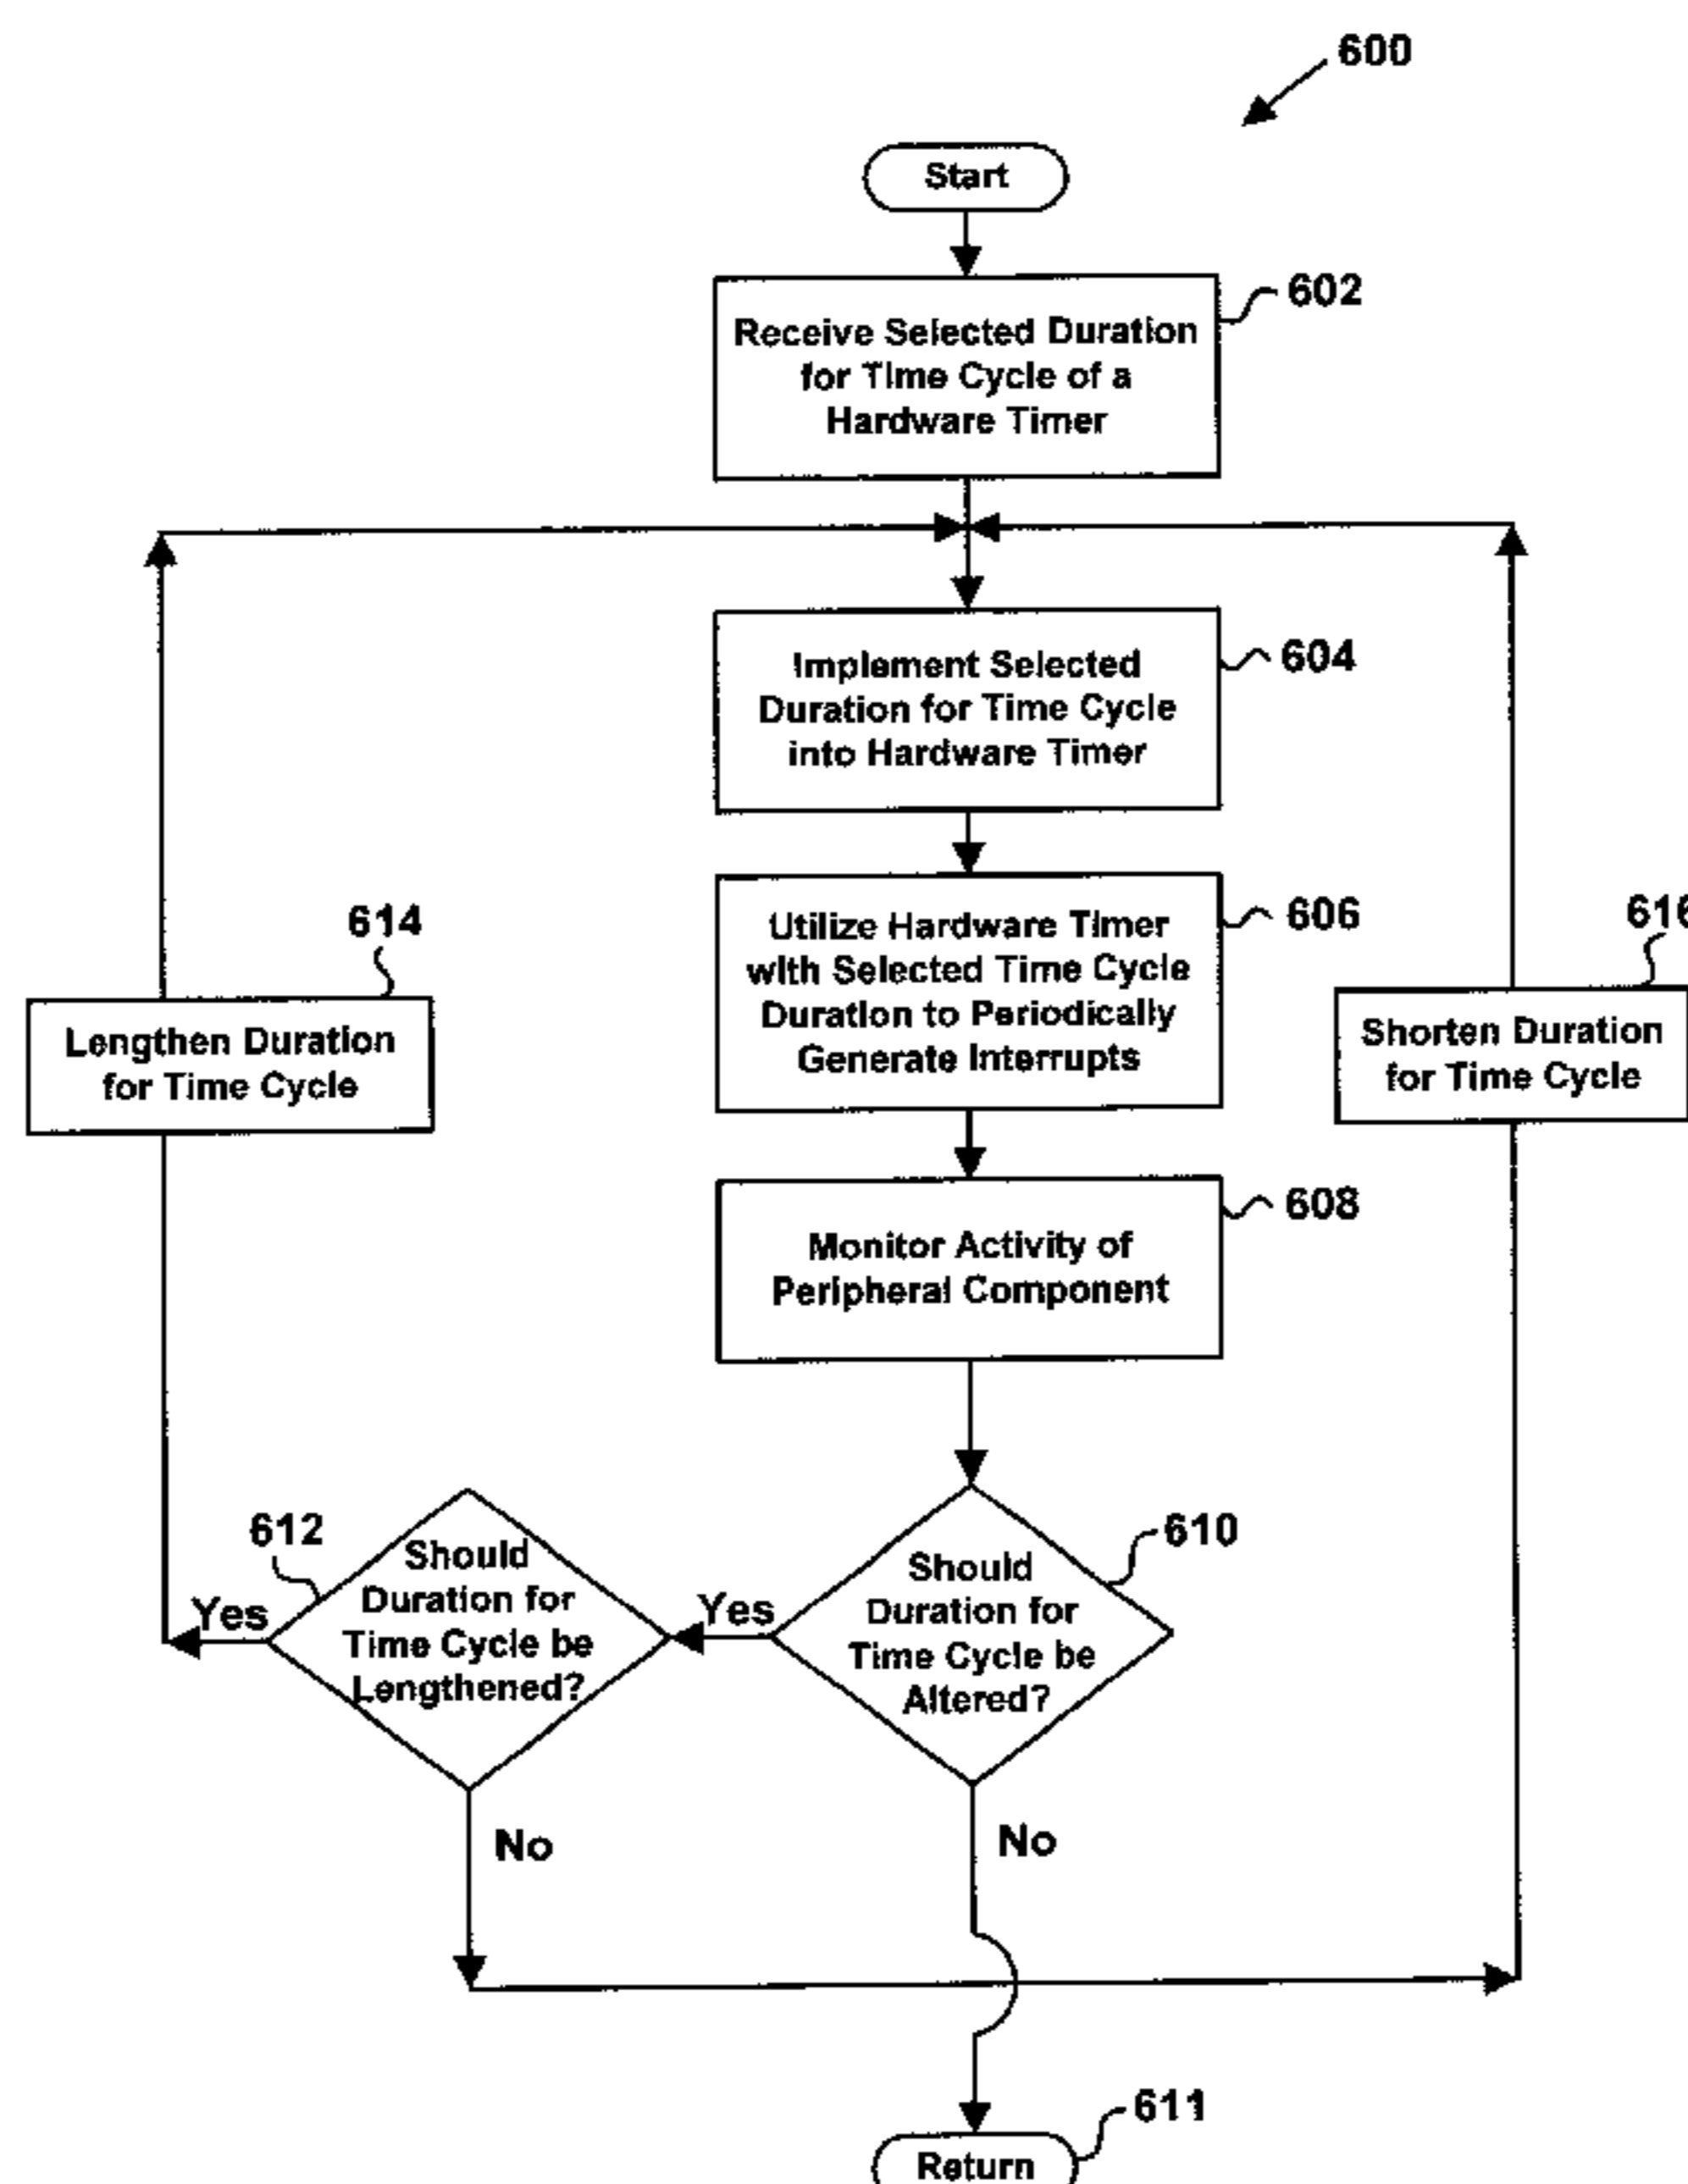 600
Start
602
Receive Selected Duration
for Time Cycle of a
Hardware Timer
604
Implement Selected
Duration for Time Cycle
into Hardware Timer
606
Utilize Hardware Timer
with Selected Time Cycle
Duration to Periodically
Generate Interrupts
614
Lengthen Duration
for Time Cycle
616
Shorten Duration
for Time Cycle
608
Monitor Activity of
Peripheral Component
612
Should
Duration for
Time Cycle be
Lengthened?
Yes
Yes
610
Should
Duration for
Time Cycle be
Altered?
No
No
611
Return